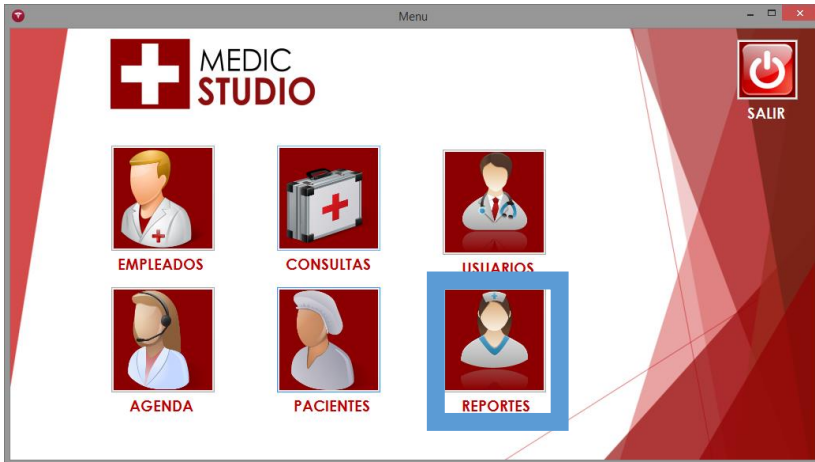 Menu
MEDIC
STUDIO
SALIR
EMPLEADOS
CONSULTAS
USUARIOS
AGENDA
PACIENTES
REPORTES